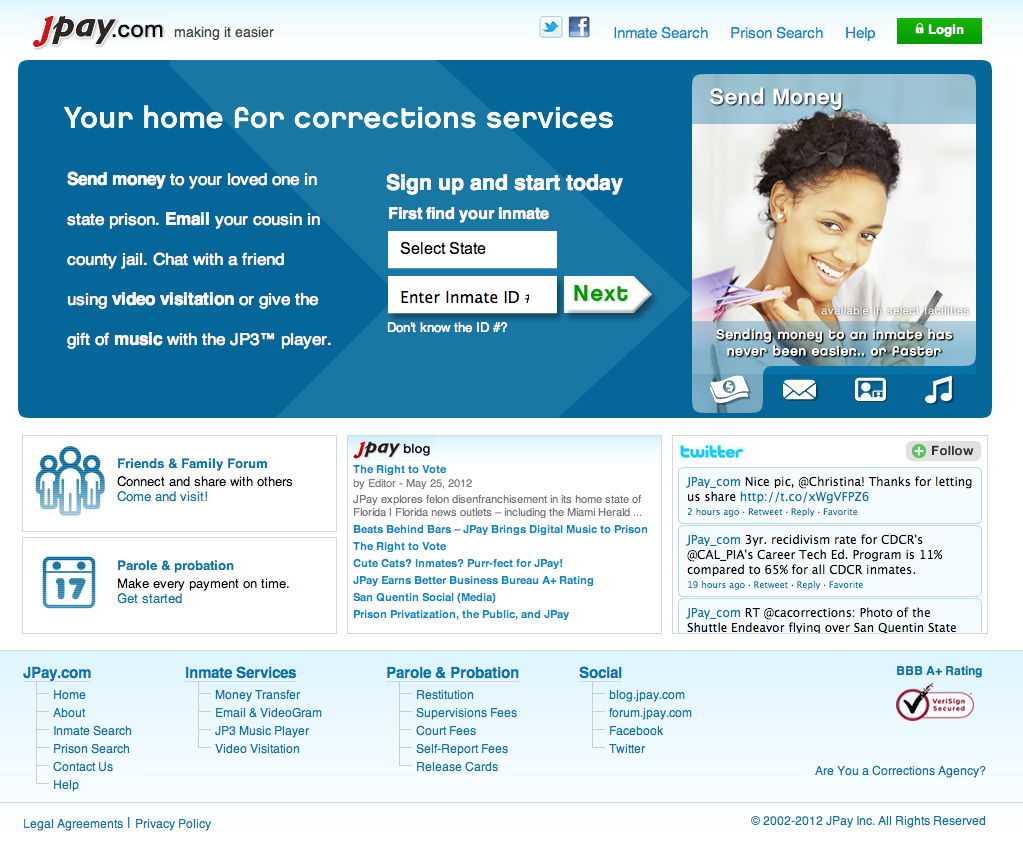 Jpay.com making it easier
Inmate Search Prison Search Help Login
Your home for corrections services
Send money to your loved one in
state prison. Email your cousin in
county jail. Chat with a friend
using video visitation or give the
gift of music with the JP3™ player.
Sign up and start today
First find your inmate
Select State
Enter Inmate ID #
Next
Don't know the ID #?
Send Money
available in select facilities
Sending money to an inmate has
never been easier... or faster
Friends & Family Forum
Connect and share with others
Come and visit!
17
Parole & probation
Make every payment on time.
Get started
Jpay blog
The Right to Vote
by Editor - May 25, 2012
JPay explores felon disenfranchisement in its home state of
Florida l Florida news outlets – including the Miami Herald ...
Beats Behind Bars – JPay Brings Digital Music to Prison
The Right to Vote
Cute Cats? Inmates? Purr-fect for JPay!
JPay Earns Better Business Bureau A+ Rating
San Quentin Social (Media)
Prison Privatization, the Public, and JPay
twitter Follow
JPay_com Nice pic, @Christina! Thanks for letting
us share http://t.co/xWgVFPZ6
2 hours ago · Retweet · Reply · Favorite
JPay_com 3yr. recidivism rate for CDCR's
@CAL_PIA's Career Tech Ed. Program is 11%
compared to 65% for all CDCR inmates.
19 hours ago · Retweet · Reply · Favorite
JPay_com RT @cacorrections: Photo of the
Shuttle Endeavor flying over San Quentin State
JPay.com
Home
About
Inmate Search
Prison Search
Contact Us
Help
Inmate Services
Money Transfer
Email & VideoGram
JP3 Music Player
Video Visitation
Parole & Probation
Restitution
Supervisions Fees
Court Fees
Self-Report Fees
Release Cards
Social
blog.jpay.com
forum.jpay.com
Facebook
Twitter
BBB A+ Rating
VeriSign
Secured
Are You a Corrections Agency?
Legal Agreements | Privacy Policy
© 2002-2012 JPay Inc. All Rights Reserved